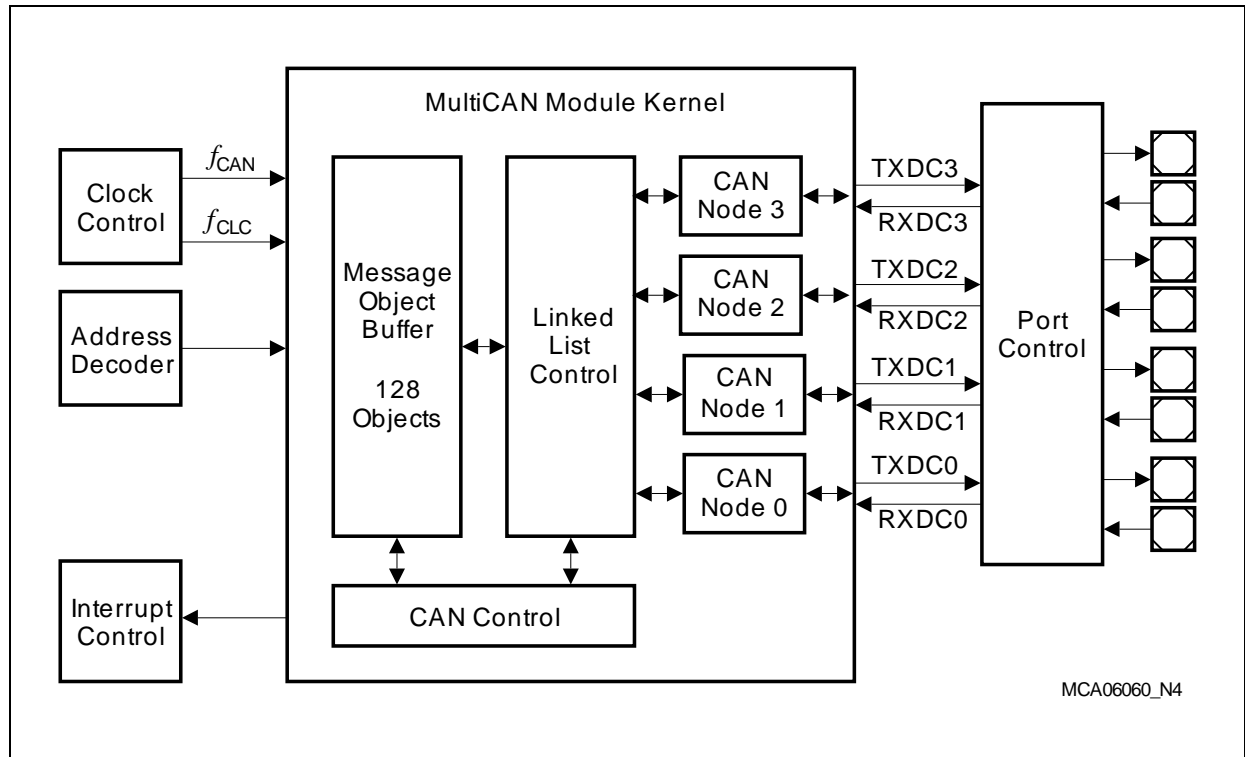 MultiCAN Module Kernel
Clock
Control
fCAN
fCLC
Address
Decoder
Interrupt
Control
Message
Object
Buffer
128
Objects
Linked
List
Control
CAN
Node 3
CAN
Node 2
CAN
Node 1
CAN
Node 0
CAN Control
TXDC3
RXDC3
TXDC2
RXDC2
TXDC1
RXDC1
TXDC0
RXDC0
Port
Control
MCA06060_N4